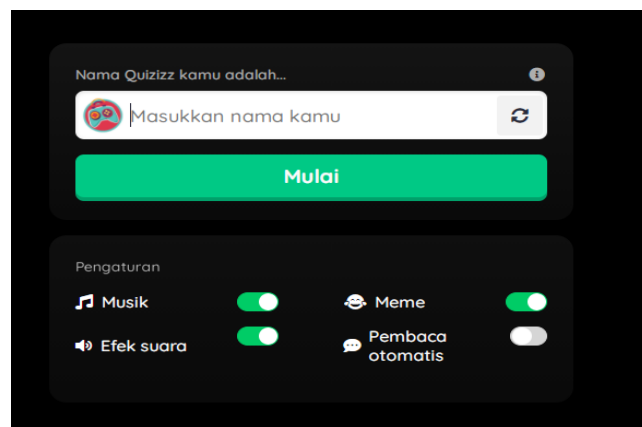 Nama Quizizz kamu adalah...
Masukkan nama kamu
Mulai
Pengaturan
Musik
Meme
Efek suara
Pembaca
otomatis